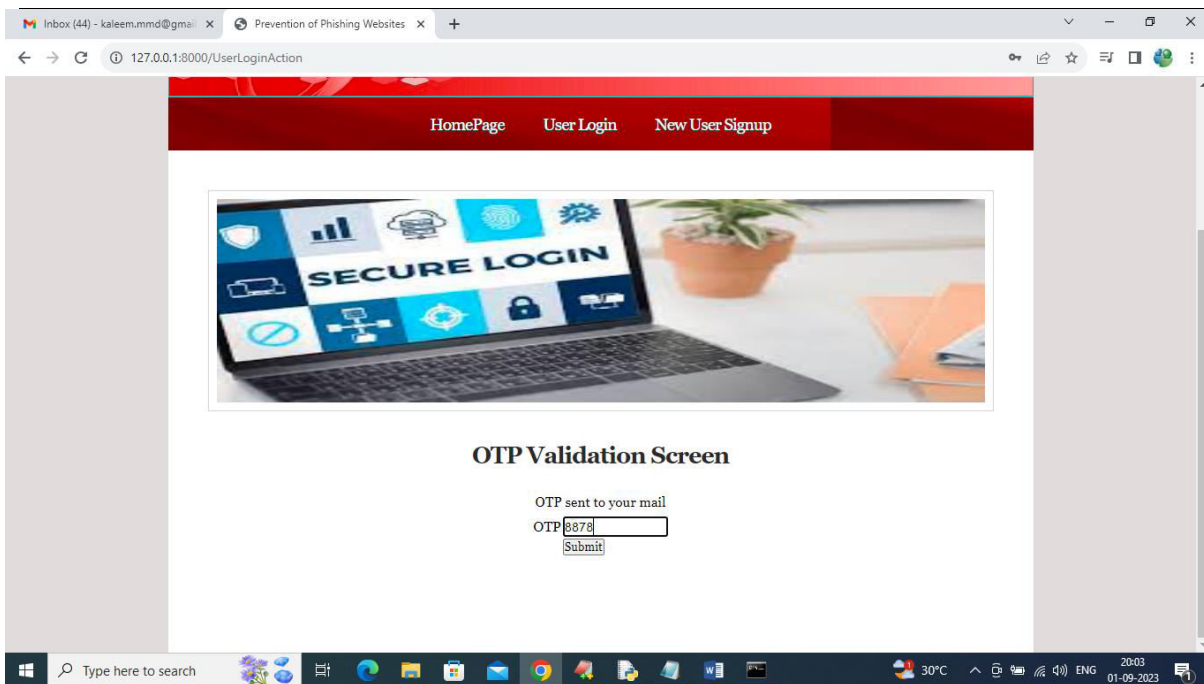 Inbox (44) - kaleem.mmd@gmai
Prevention of Phishing Websites
127.0.0.1:8000/UserLoginAction
HomePage User Login New User Signup
SECURE LOGIN
OTP Validation Screen
OTP sent to your mail
OTP 8878
Submit
Type here to search
30°C
ENG
20:03
01-09-2023
1